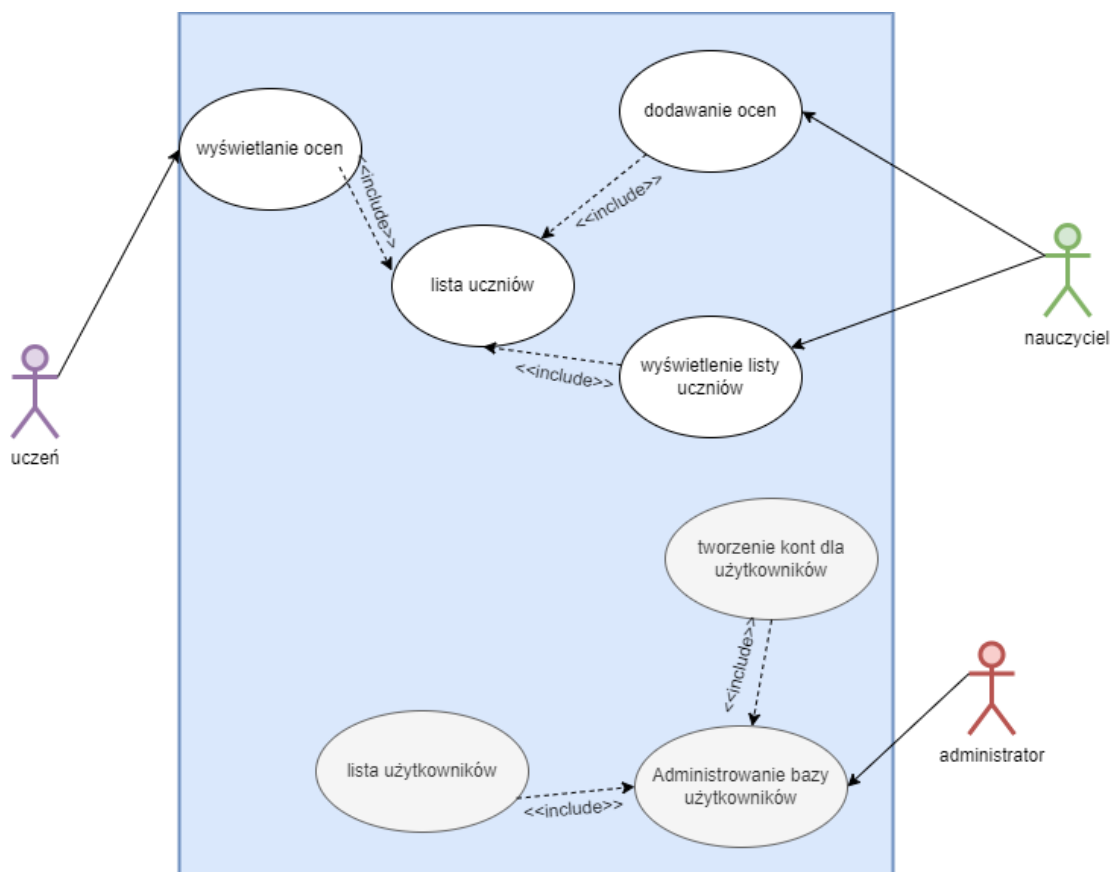 dodawanie ocen
wyświetlanie ocen
<<include>>
<<include>>
lista uczniów
nauczyciel
wyświetlenie listy
uczniów
<<include>>
uczeń
tworzenie kont dla
użytkowników
<<include>>
administrator
lista użytkowników
Administrowanie bazy
użytkowników
<<include>>